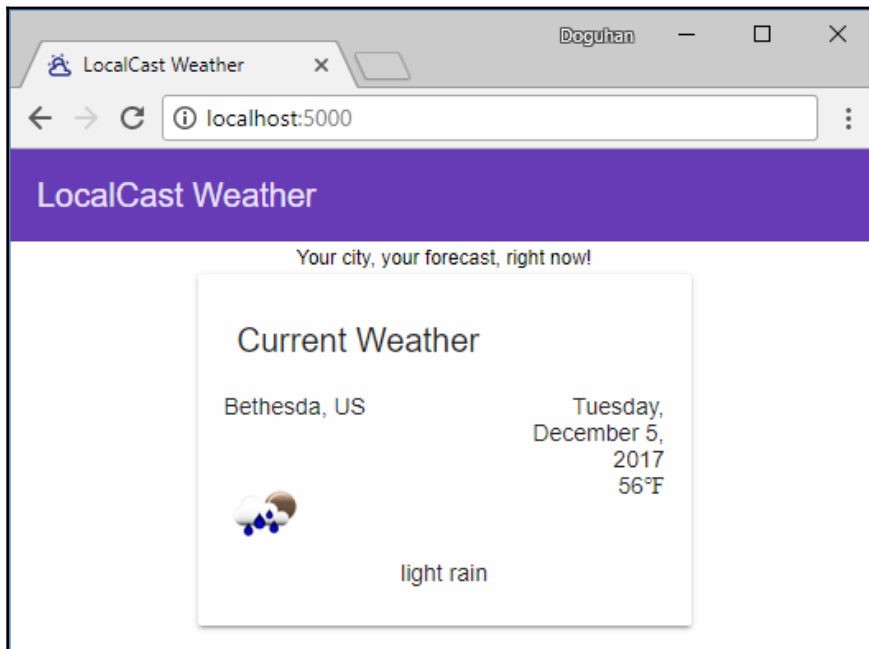 Doguhan
LocalCast Weather
localhost:5000
LocalCast Weather
Your city, your forecast, right now!
Current Weather
Bethesda, US
Tuesday,
December 5,
2017
56°F
light rain